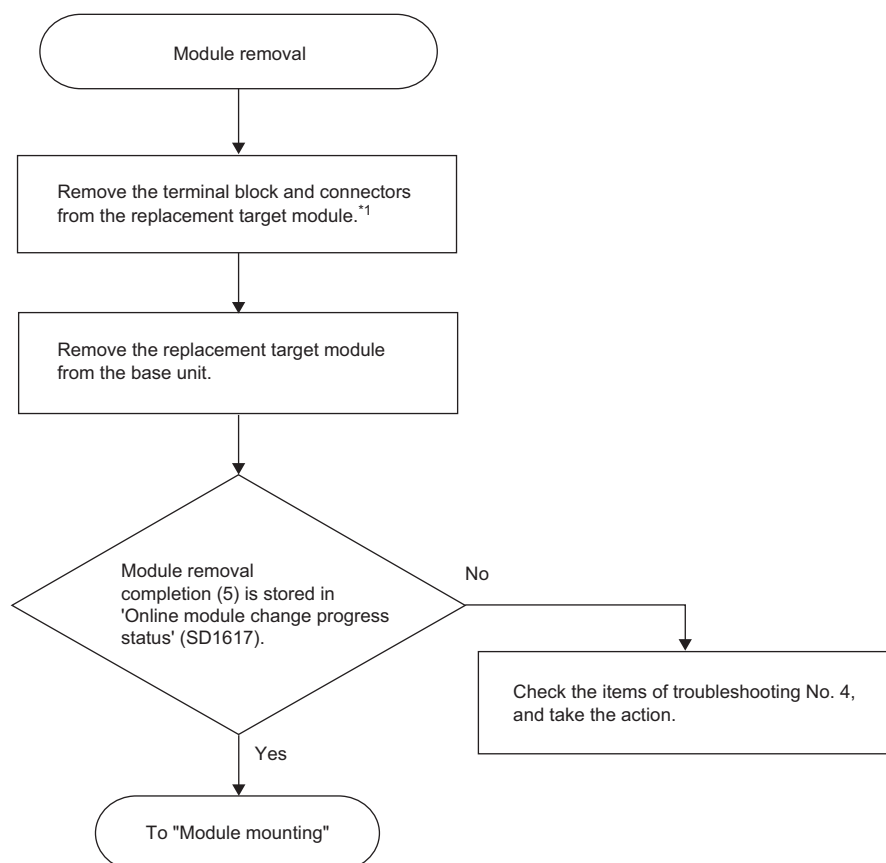 Module removal
Remove the terminal block and connectors
from the replacement target module.*1
Remove the replacement target module
from the base unit.
Module removal
completion (5) is stored in
'Online module change progress
status' (SD1617).
No
Check the items of troubleshooting No. 4,
and take the action.
Yes
To "Module mounting"